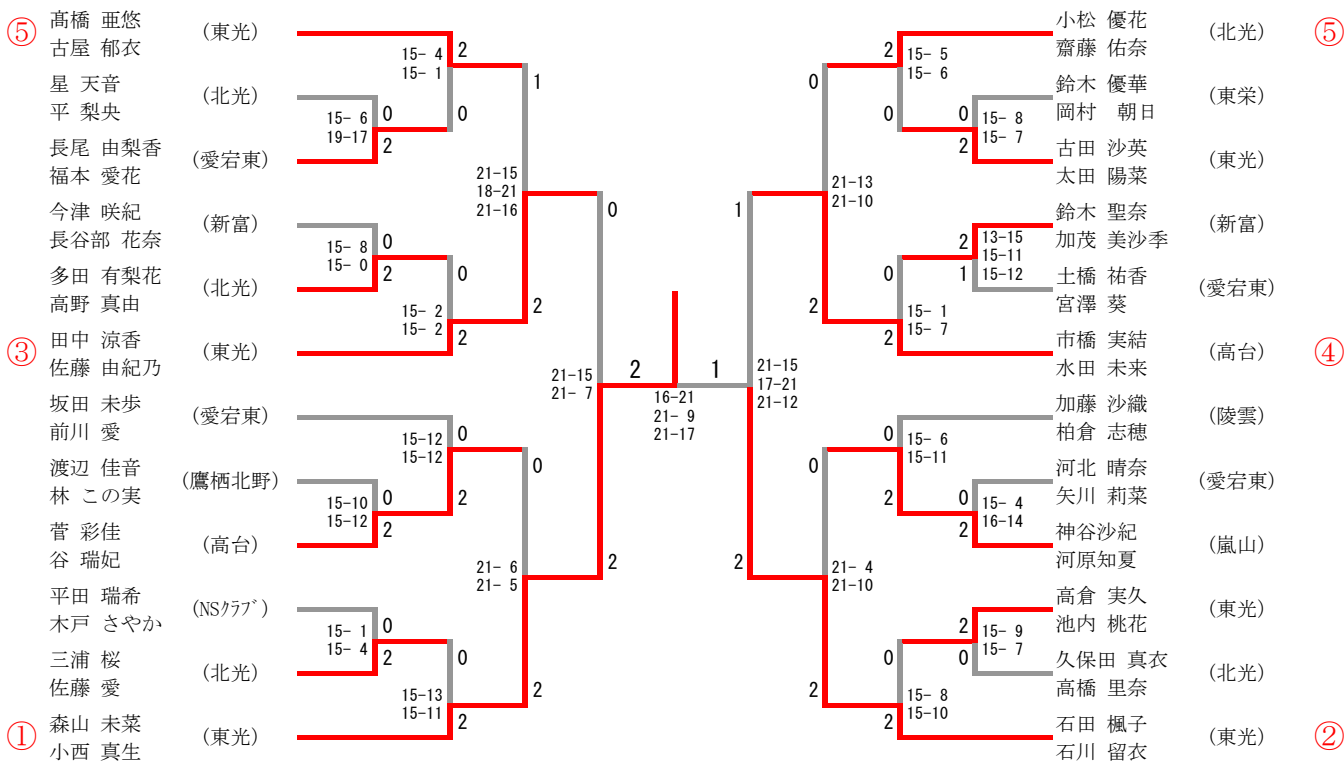 ⑤
髙橋 亜悠
古屋 郁衣
(東光)
星 天音
平 梨央
(北光)
長尾 由梨香
福本 愛花
(愛宕東)
今津 咲紀
長谷部 花奈
(新富)
多田 有梨花
高野 真由
(北光)
③
田中 涼香
佐藤 由紀乃
(東光)
坂田 未歩
前川 愛
(愛宕東)
渡辺 佳音
林 この実
(鷹栖北野)
菅 彩佳
谷 瑞妃
(高台)
平田 瑞希
木戸 さやか
(NSｸﾗﾌﾞ)
三浦 桜
佐藤 愛
(北光)
①
森山 未菜
小西 真生
(東光)
15- 4
15- 1
2
0
15- 6
19-17
0
2
1
21-15
18-21
21-16
2
15- 8
15- 0
0
2
0
15- 2
15- 2
2
0
21-15
21- 7
2
15-12
15-12
0
2
15-10
15-12
0
2
0
21- 6
21- 5
2
15- 1
15- 4
0
2
0
15-13
15-11
2
2
1
16-21
21- 9
21-17
2
15- 5
15- 6
0
0
15- 8
15- 7
2
0
21-13
21-10
2
2
13-15
15-11
15-12
1
0
15- 1
15- 7
2
1
21-15
17-21
21-12
2
0
15- 6
15-11
2
0
15- 4
16-14
2
0
21- 4
21-10
2
2
15- 9
15- 7
0
0
15- 8
15-10
2
小松 優花
齋藤 佑奈
(北光)
⑤
鈴木 優華
岡村 朝日
(東栄)
古田 沙英
太田 陽菜
(東光)
鈴木 聖奈
加茂 美沙季
(新富)
土橋 祐香
宮澤 葵
(愛宕東)
市橋 実結
水田 未来
(高台)
④
加藤 沙織
柏倉 志穂
(陵雲)
河北 晴奈
矢川 莉菜
(愛宕東)
神谷沙紀
河原知夏
(嵐山)
高倉 実久
池内 桃花
(東光)
久保田 真衣
高橋 里奈
(北光)
石田 楓子
石川 留衣
(東光)
②